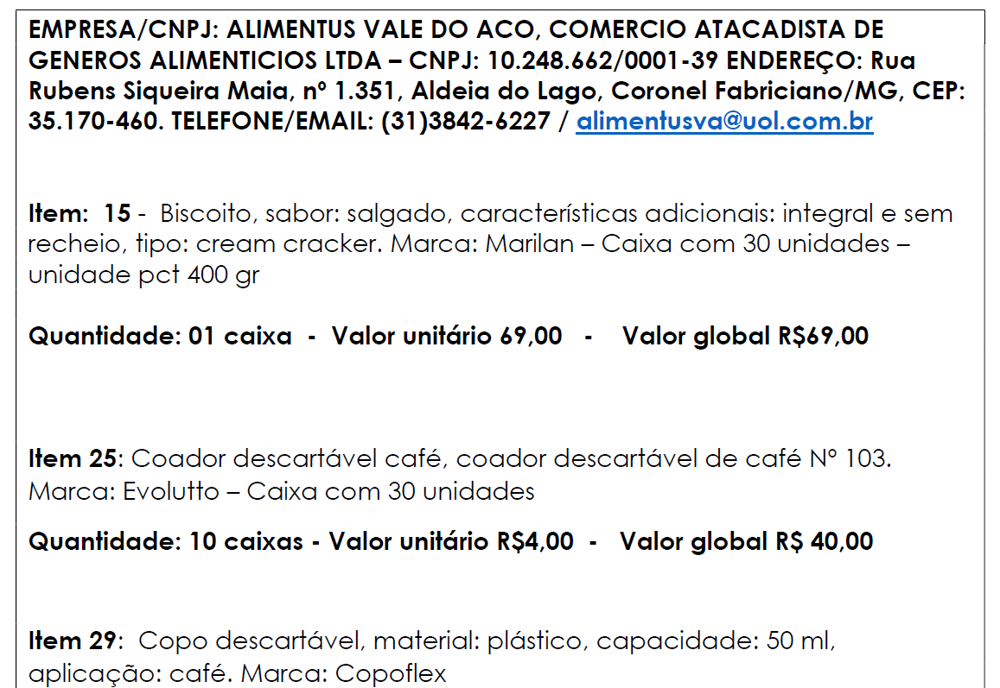 EMPRESA/CNPJ: ALIMENTUS VALE DO ACO, COMERCIO ATACADISTA DE
GENEROS ALIMENTICIOS LTDA – CNPJ: 10.248.662/0001-39 ENDEREÇO: Rua
Rubens Siqueira Maia, nº 1.351, Aldeia do Lago, Coronel Fabriciano/MG, CEP:
35.170-460. TELEFONE/EMAIL: (31)3842-6227 / alimentusva@uol.com.br
Item: 15 - Biscoito, sabor: salgado, características adicionais: integral e sem
recheio, tipo: cream cracker. Marca: Marilan – Caixa com 30 unidades –
unidade pct 400 gr
Quantidade: 01 caixa - Valor unitário 69,00 - Valor global R$69,00
Item 25: Coador descartável café, coador descartável de café Nº 103.
Marca: Evolutto – Caixa com 30 unidades
Quantidade: 10 caixas - Valor unitário R$4,00 - Valor global R$ 40,00
Item 29: Copo descartável, material: plástico, capacidade: 50 ml,
aplicação: café. Marca: Copoflex